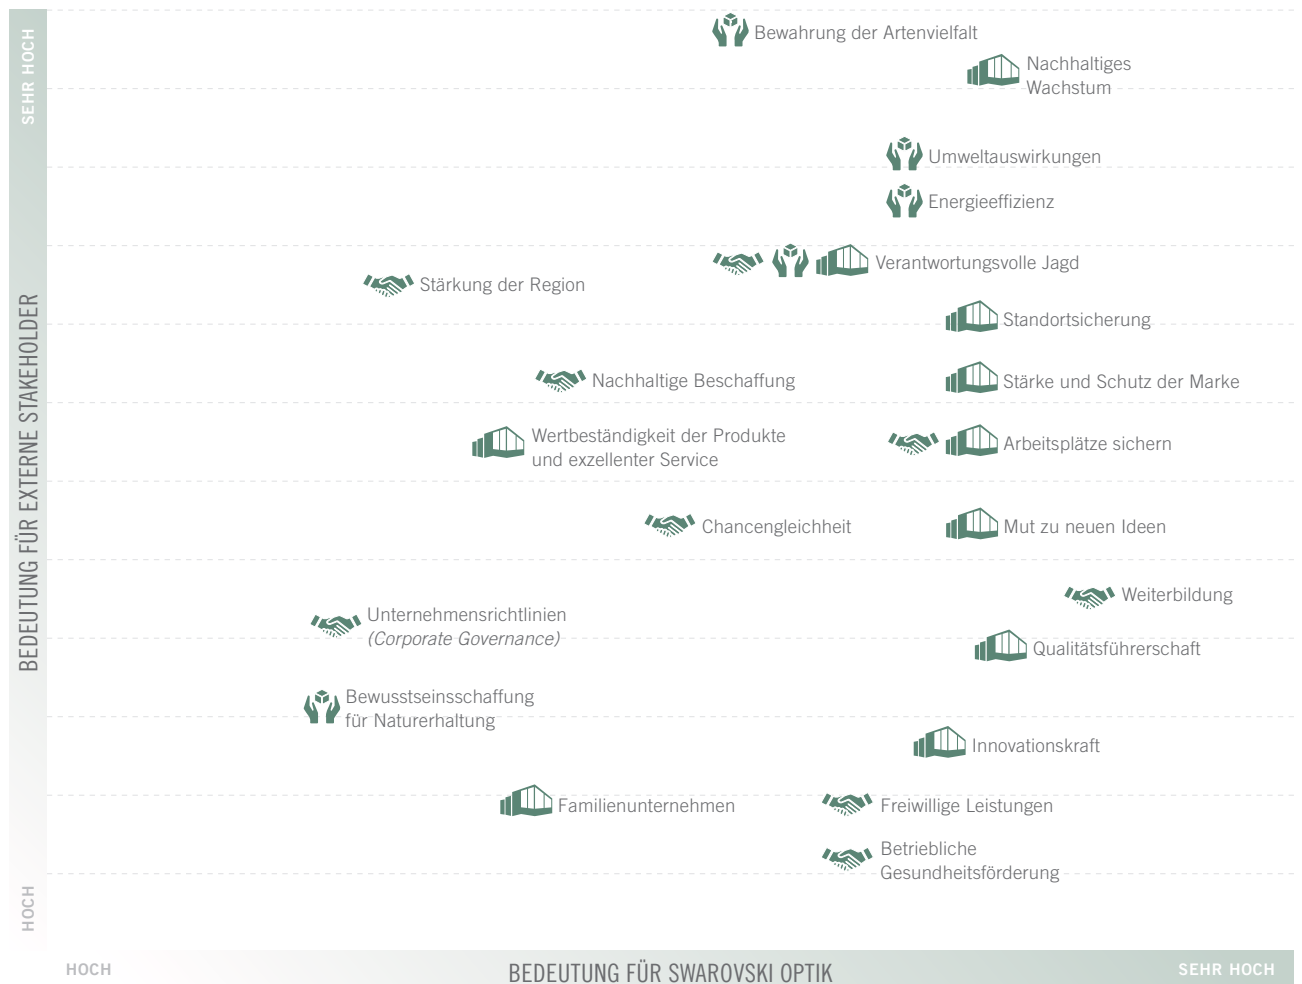 SEHR HOCH
Bewahrung der Artenvielfalt
Nachhaltiges
Wachstum
Umweltauswirkungen
Energieeffizienz
Verantwortungsvolle Jagd
Stärkung der Region
Standortsicherung
Nachhaltige Beschaffung
Stärke und Schutz der Marke
Wertbeständigkeit der Produkte
und exzellenter Service
Arbeitsplätze sichern
Chancengleichheit
Mut zu neuen Ideen
BEDEUTUNG FÜR EXTERNE STAKEHOLDER
Weiterbildung
Unternehmensrichtlinien
(Corporate Governance)
Qualitätsführerschaft
Bewusstseinsschaffung
für Naturerhaltung
Innovationskraft
Familienunternehmen
Freiwillige Leistungen
Betriebliche
Gesundheitsförderung
HOCH
HOCH
BEDEUTUNG FÜR SWAROVSKI OPTIK
SEHR HOCH